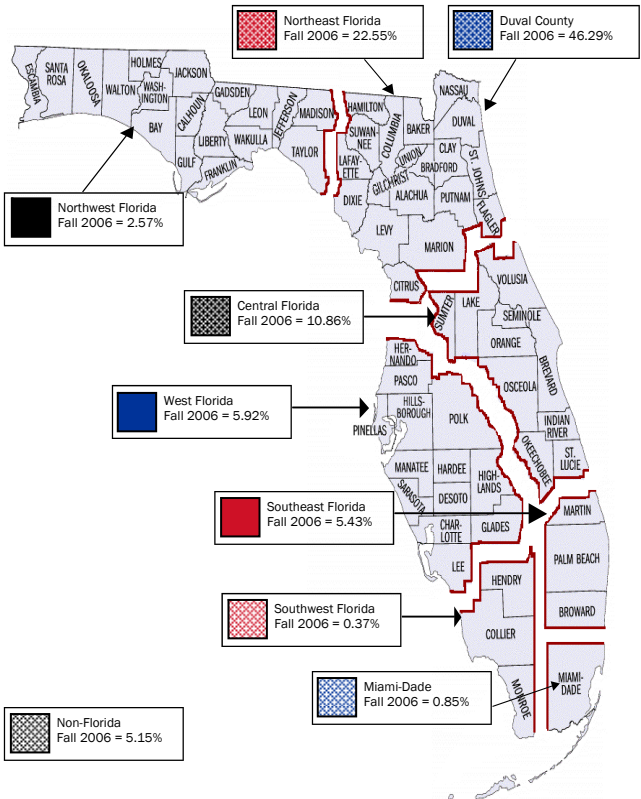 Northeast Florida
Fall 2006 = 22.55%
Duval County
Fall 2006 = 46.29%
ESCAMBIA
SANTA
ROSA
OKALOOSA
WALTON
HOLMES
WASH-
INGTON
JACKSON
BAY
CALHOUN
GULF
GADSDEN
LIBERTY
FRANKLIN
LEON
WAKULLA
JEFFERSON
MADISON
TAYLOR
HAMILTON
SUWAN-
NEE
LAFAY-
ETTE
DIXIE
COLUMBIA
GILCHRIST
UNION
BAKER
BRADFORD
ALACHUA
NASSAU
DUVAL
CLAY
ST. JOHNS
PUTNAM
FLAGLER
LEVY
MARION
CITRUS
Northwest Florida
Fall 2006 = 2.57%
VOLUSIA
SUMTER
LAKE
SEMINOLE
ORANGE
Central Florida
Fall 2006 = 10.86%
HER-
NANDO
PASCO
OSCEOLA
BREVARD
West Florida
Fall 2006 = 5.92%
HILLS-
BOROUGH
POLK
PINELLAS
INDIAN
RIVER
OKEECHOBEE
ST.
LUCIE
MANATEE
HARDEE
HIGH-
LANDS
SARASOTA
DESOTO
Southeast Florida
Fall 2006 = 5.43%
MARTIN
CHAR-
LOTTE
GLADES
LEE
HENDRY
PALM BEACH
Southwest Florida
Fall 2006 = 0.37%
BROWARD
COLLIER
Miami-Dade
Fall 2006 = 0.85%
MONROE
MIAMI-
DADE
Non-Florida
Fall 2006 = 5.15%